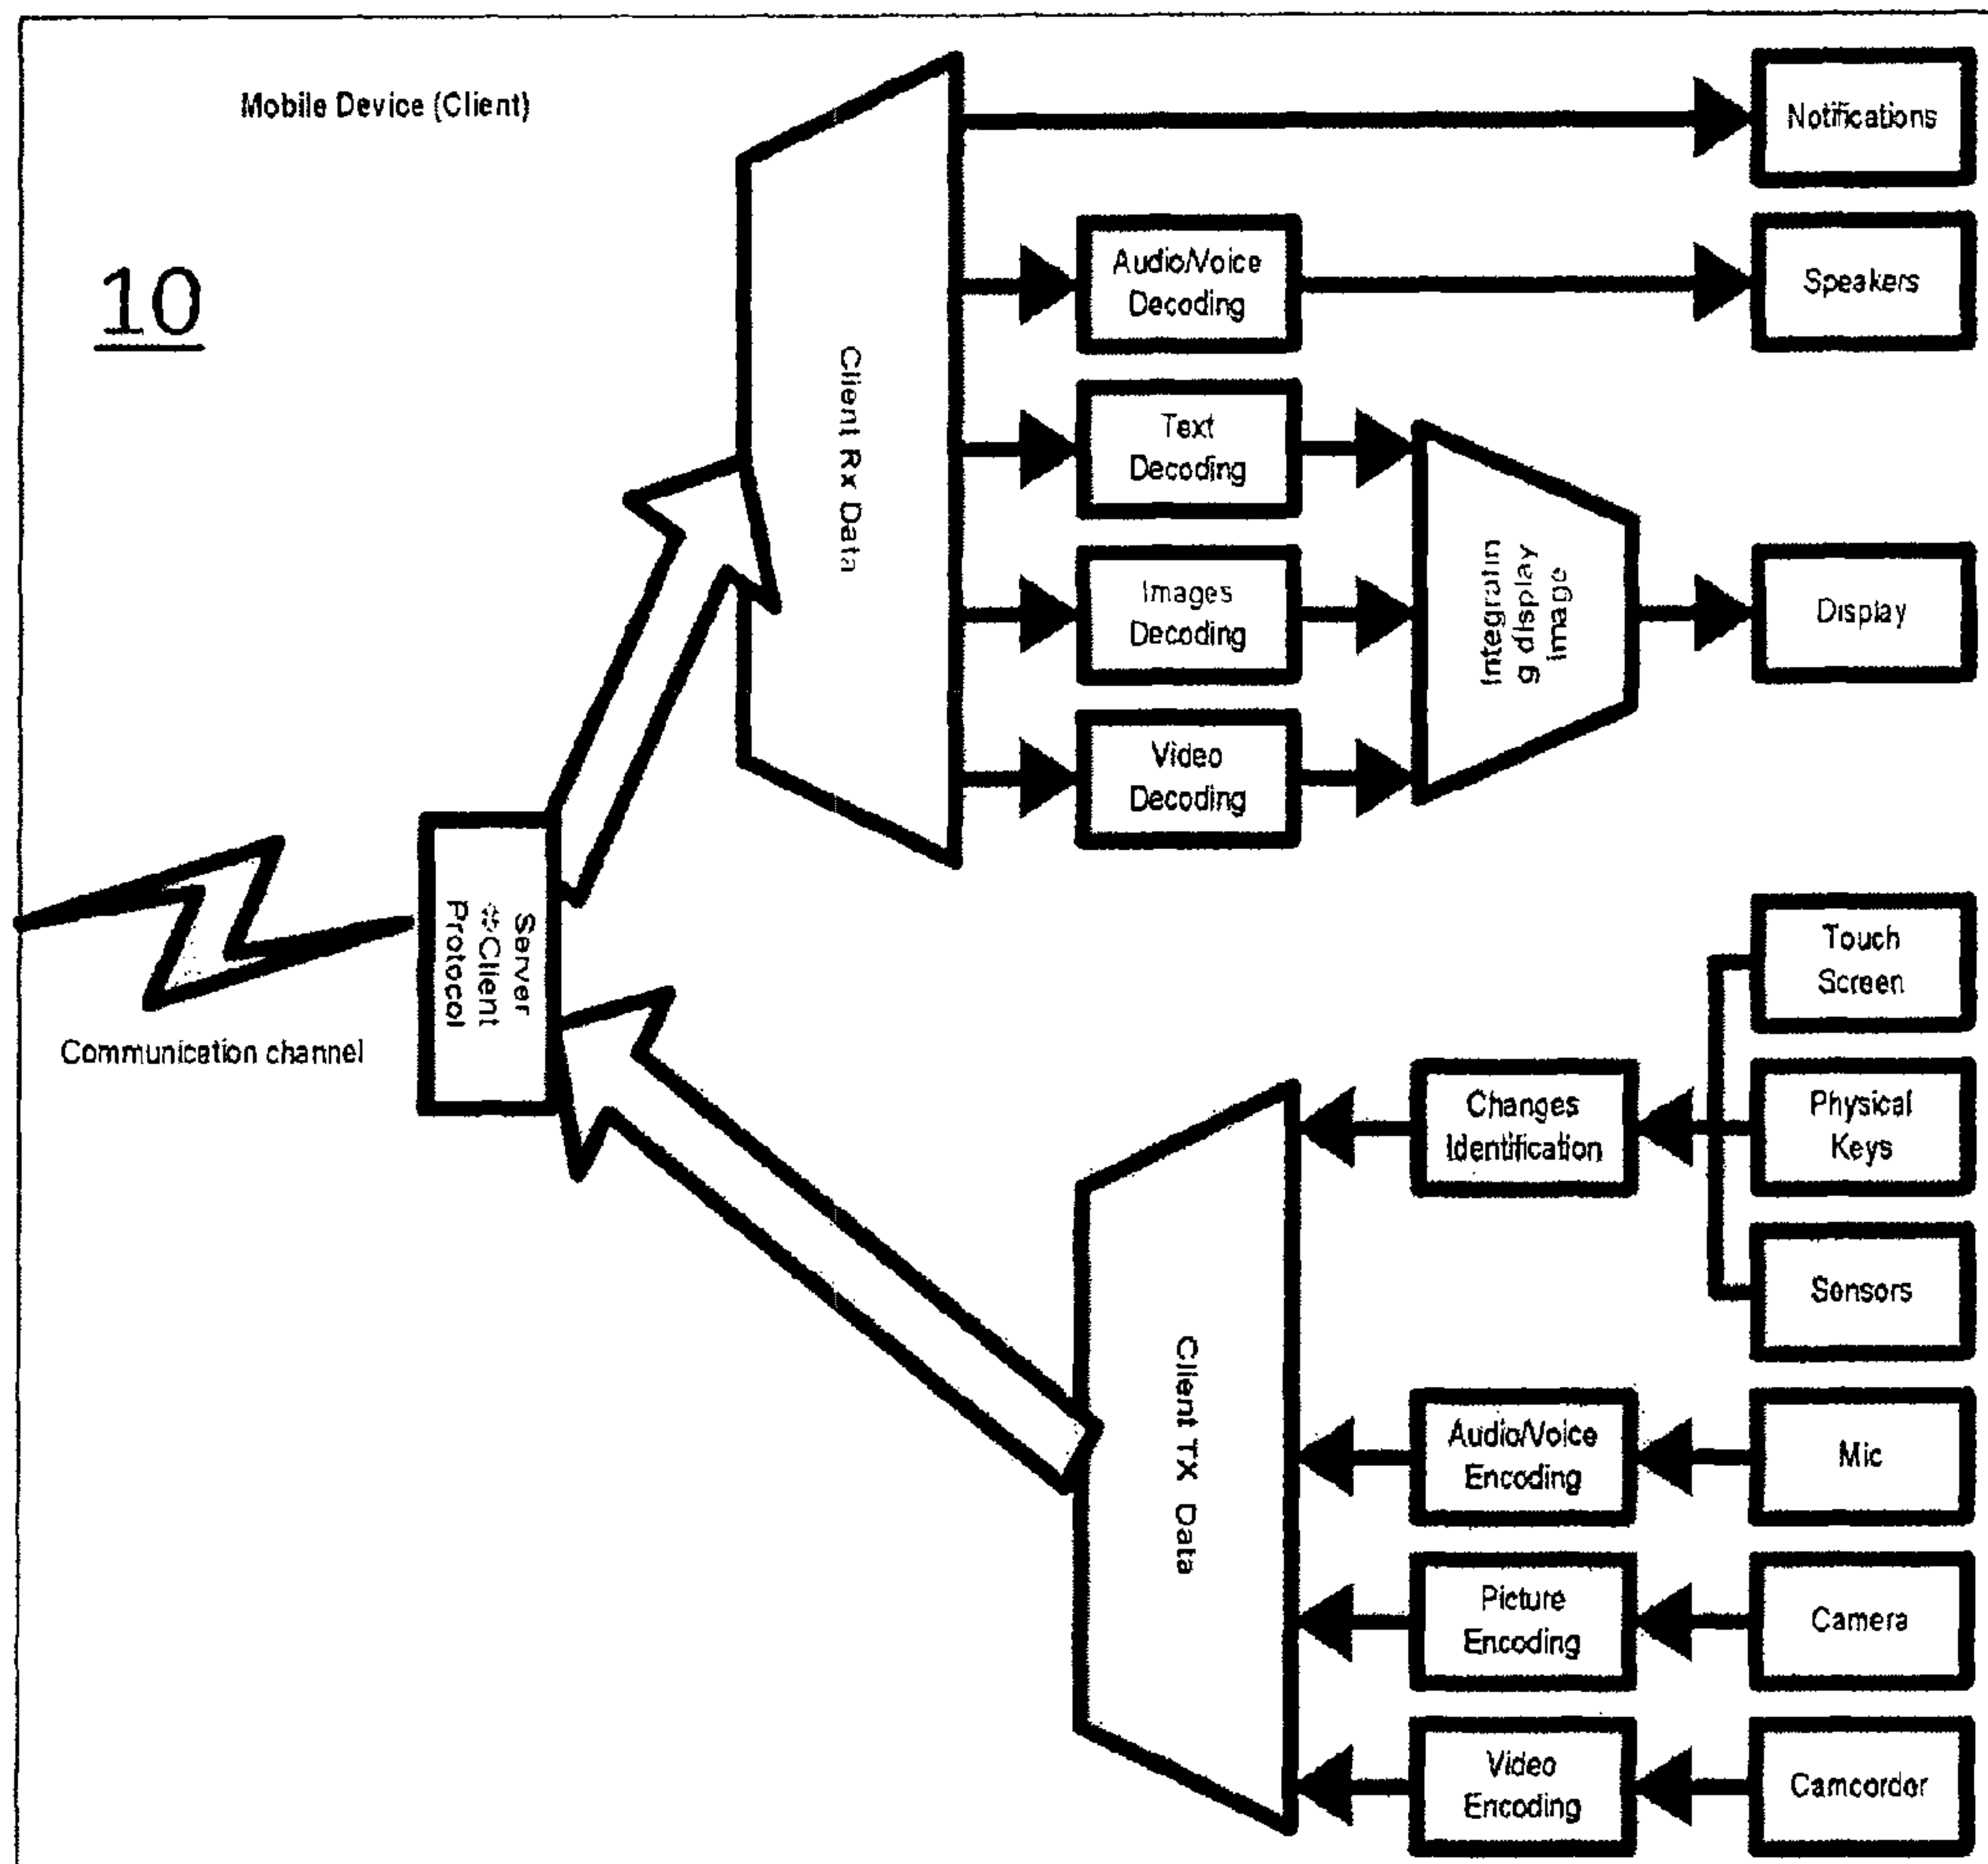 Mobile Device (Client)
10
Notifications
Audio/Voice
Decoding
Speakers
Client Rx Data
Text
Decoding
Images
Decoding
Integratin
g display
image
Display
Video
Decoding
Server
⇔Client
Protocol
Communication channel
Touch
Screen
Changes
Identification
Physical
Keys
Sensors
Client TX Data
Audio/Voice
Encoding
Mic
Picture
Encoding
Camera
Video
Encoding
Camcorder